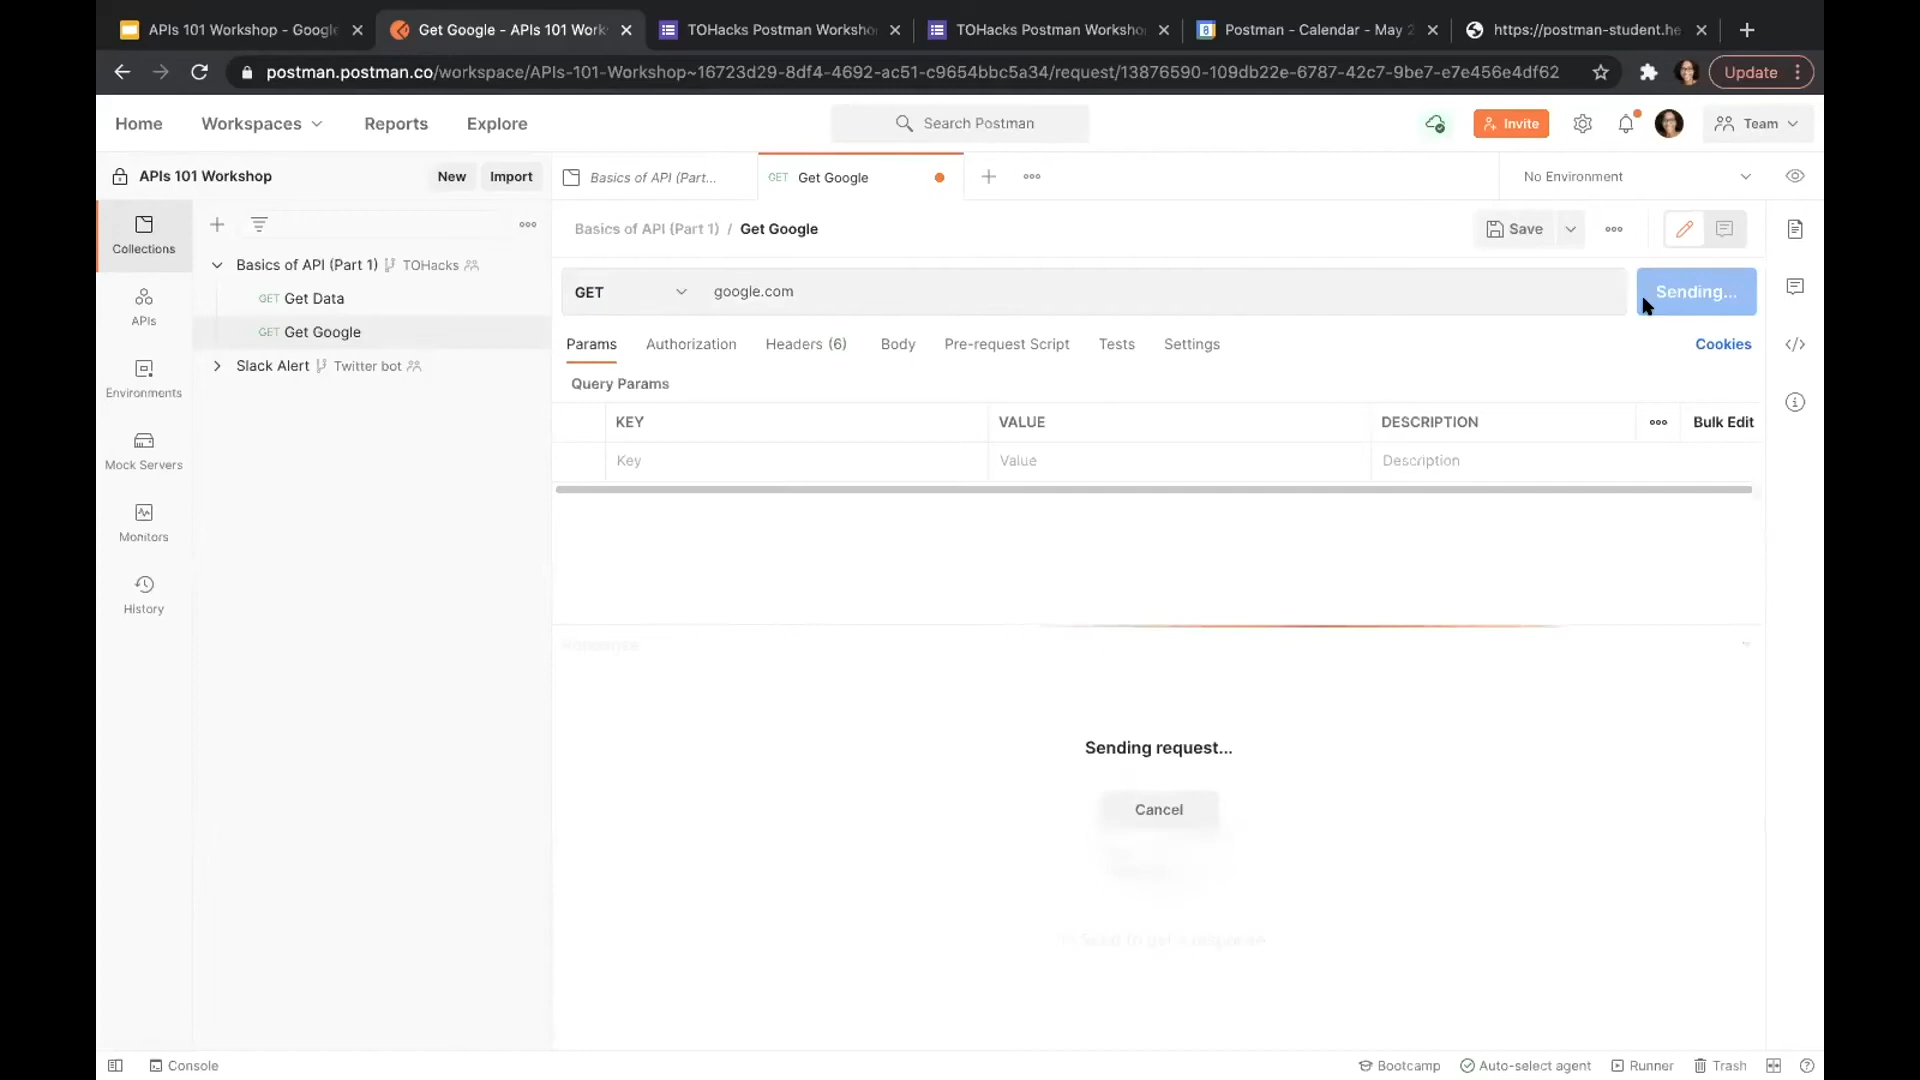 APIs 101 Workshop - Google
Get Google - APIs 101 Work
TOHacks Postman Worksho
TOHacks Postman Worksho
Postman - Calendar - May 2
https://postman-student.he
postman.postman.co/workspace/APIs-101-Workshop~16723d29-8df4-4692-ac51-c9654bbc5a34/request/13876590-109db22e-6787-42c7-9be7-e7e456e4df62
Update
Home
Workspaces
Reports
Explore
Search Postman
Invite
Team
APIs 101 Workshop
New
Import
Basics of API (Part...
GET Get Google
No Environment
Collections
APIs
Environments
Mock Servers
Monitors
History
Basics of API (Part 1) TOHacks
GET Get Data
GET Get Google
Slack Alert Twitter bot
Basics of API (Part 1) / Get Google
Save
GET
google.com
Sending...
Params
Authorization
Headers (6)
Body
Pre-request Script
Tests
Settings
Cookies
Query Params
KEY
VALUE
DESCRIPTION
Bulk Edit
Key
Value
Description
Sending request...
Cancel
Send to get a response
Console
Bootcamp
Auto-select agent
Runner
Trash